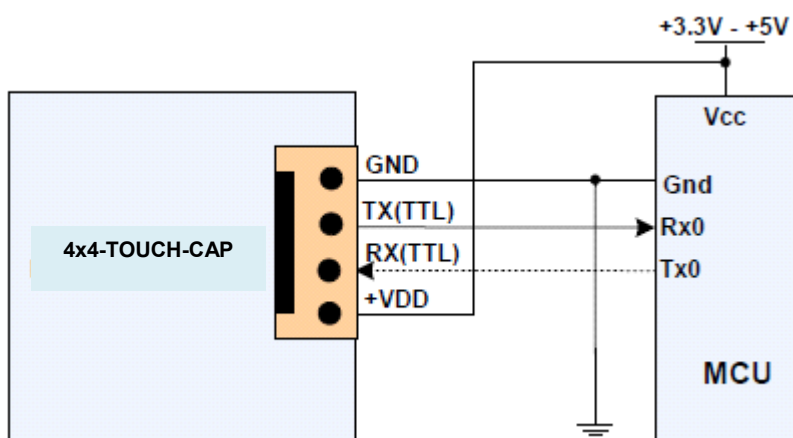 +3.3V - +5V
Vcc
GND
Gnd
TX(TTL)
Rx0
4x4-TOUCH-CAP
RX(TTL)
Tx0
+VDD
MCU